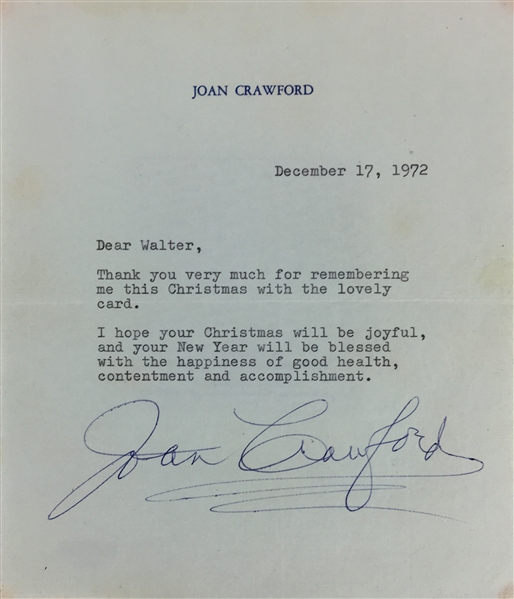 JOAN CRAWFORD
December 17, 1972
Dear Walter,
Thank you very much for remembering
me this Christmas with the lovely
card.
I hope your Christmas will be joyful,
and your New Year will be blessed
with the happiness of good health,
contentment and accomplishment.
Joan Crawford